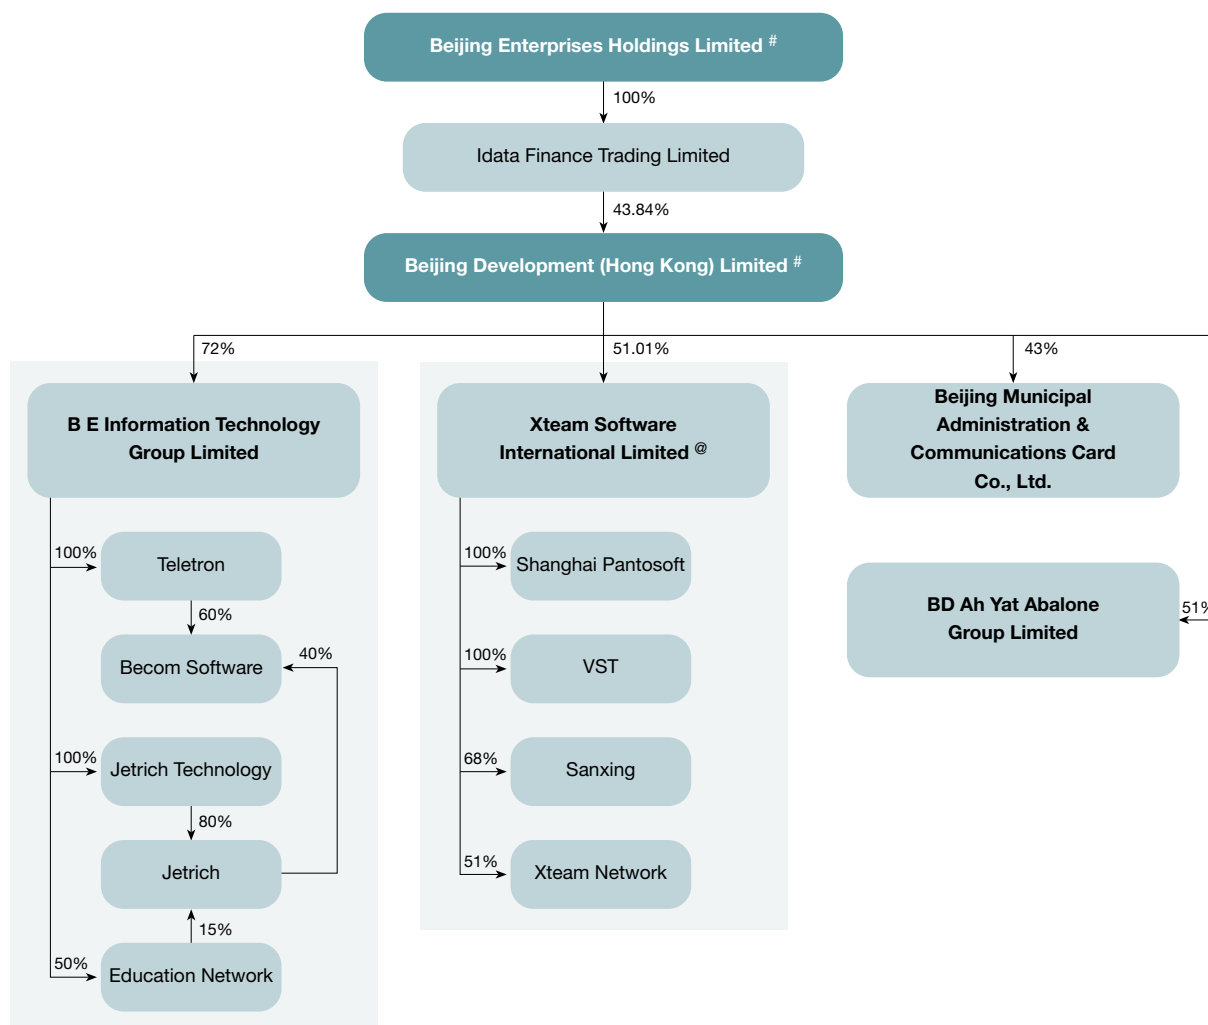 Beijing Enterprises Holdings Limited #
100%
Idata Finance Trading Limited
43.84%
Beijing Development (Hong Kong) Limited #
72%
51.01%
43%
B E Information Technology
Group Limited
Xteam Software
International Limited @
Beijing Municipal
Administration &
Communications Card
Co., Ltd.
100%
Teletron
60%
Becom Software
40%
100%
Jetrich Technology
80%
Jetrich
15%
50%
Education Network
100%
Shanghai Pantosoft
100%
VST
68%
Sanxing
51%
Xteam Network
BD Ah Yat Abalone
Group Limited
51%